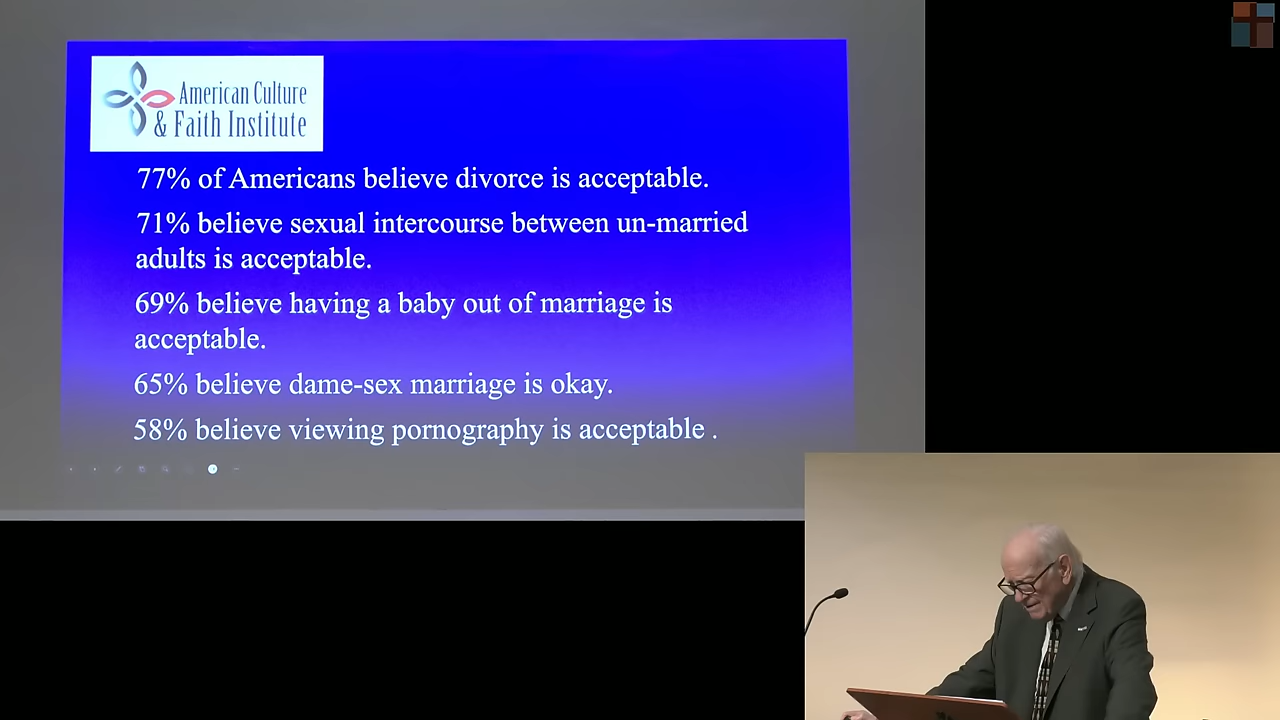 American Culture
& Faith Institute
77% of Americans believe divorce is acceptable.
71% believe sexual intercourse between un-married
adults is acceptable.
69% believe having a baby out of marriage is
acceptable.
65% believe dame-sex marriage is okay.
58% believe viewing pornography is acceptable .